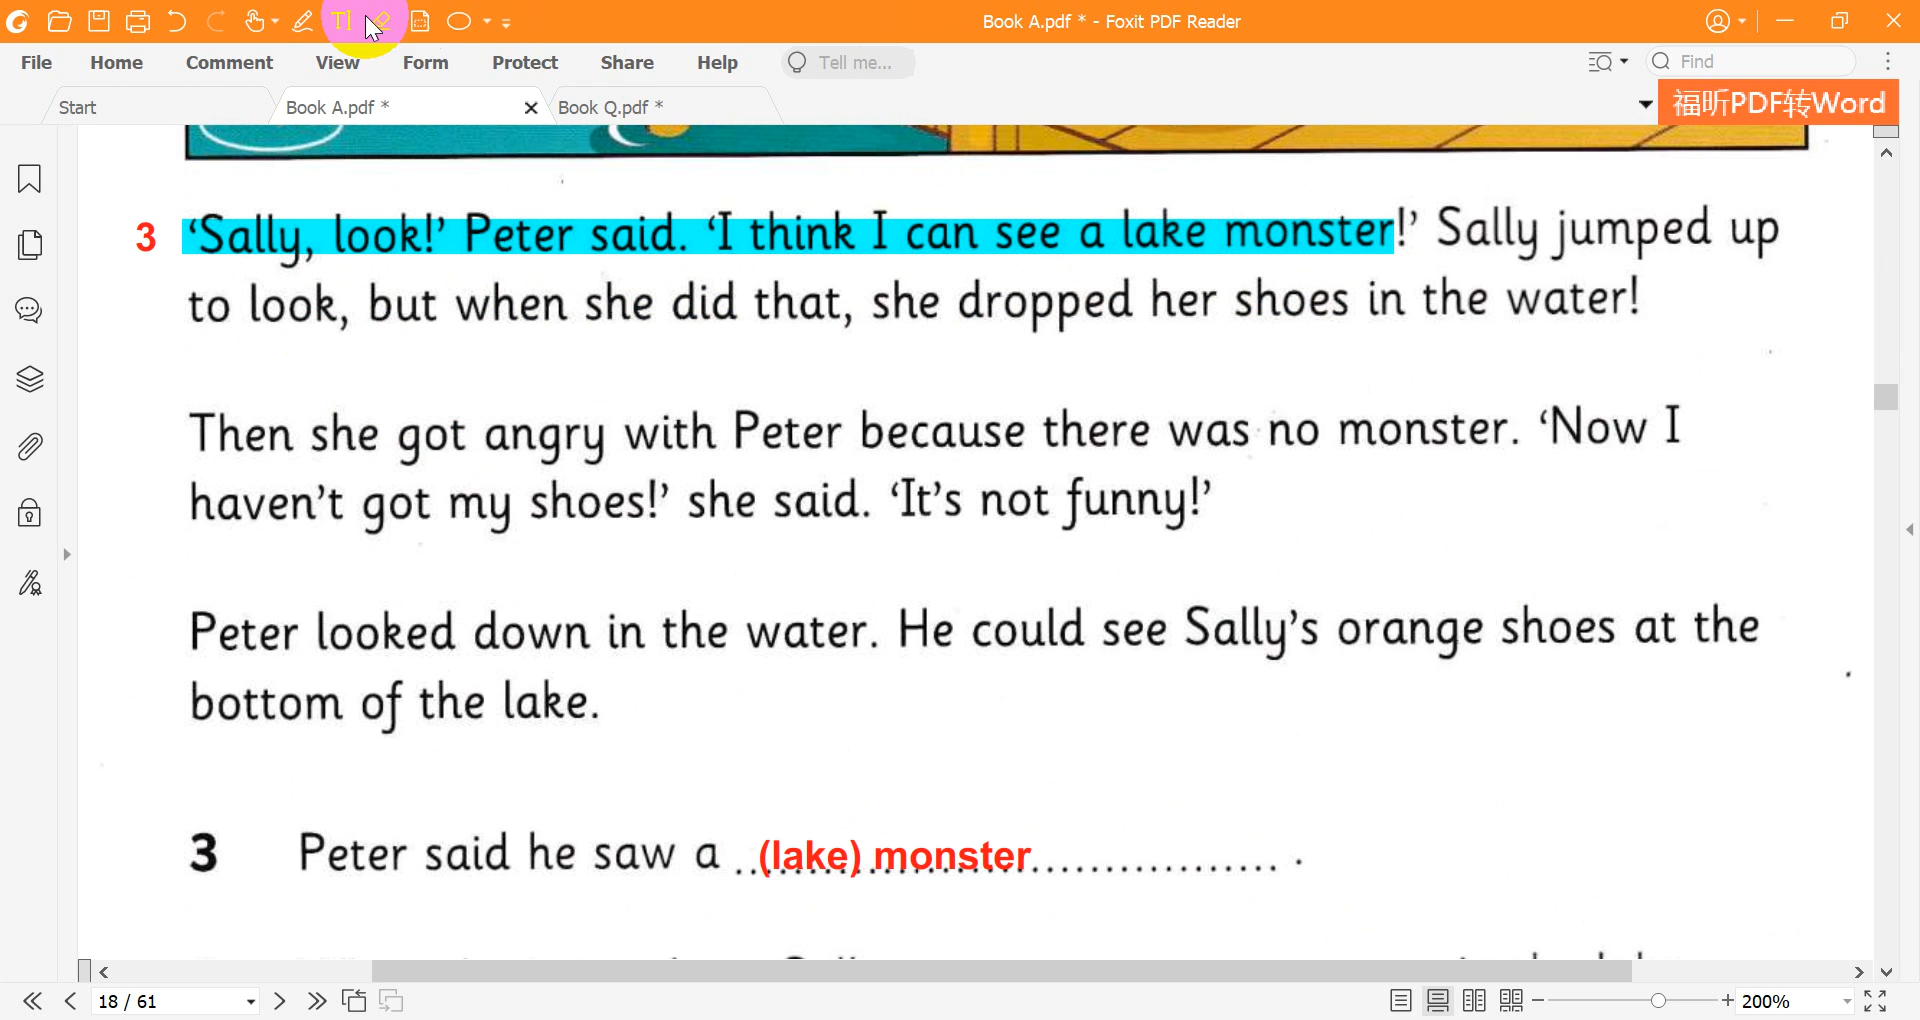 Book A.pdf * - Foxit PDF Reader
File Home Comment View Form Protect Share Help Tell me... Find
Start Book A.pdf * Book Q.pdf * 福昕PDF转Word
3 ‘Sally, look!’ Peter said. ‘I think I can see a lake monster!’ Sally jumped up
to look, but when she did that, she dropped her shoes in the water!
Then she got angry with Peter because there was no monster. ‘Now I
haven’t got my shoes!’ she said. ‘It’s not funny!’
Peter looked down in the water. He could see Sally’s orange shoes at the
bottom of the lake.
3 Peter said he saw a (lake) monster .
18 / 61 200%